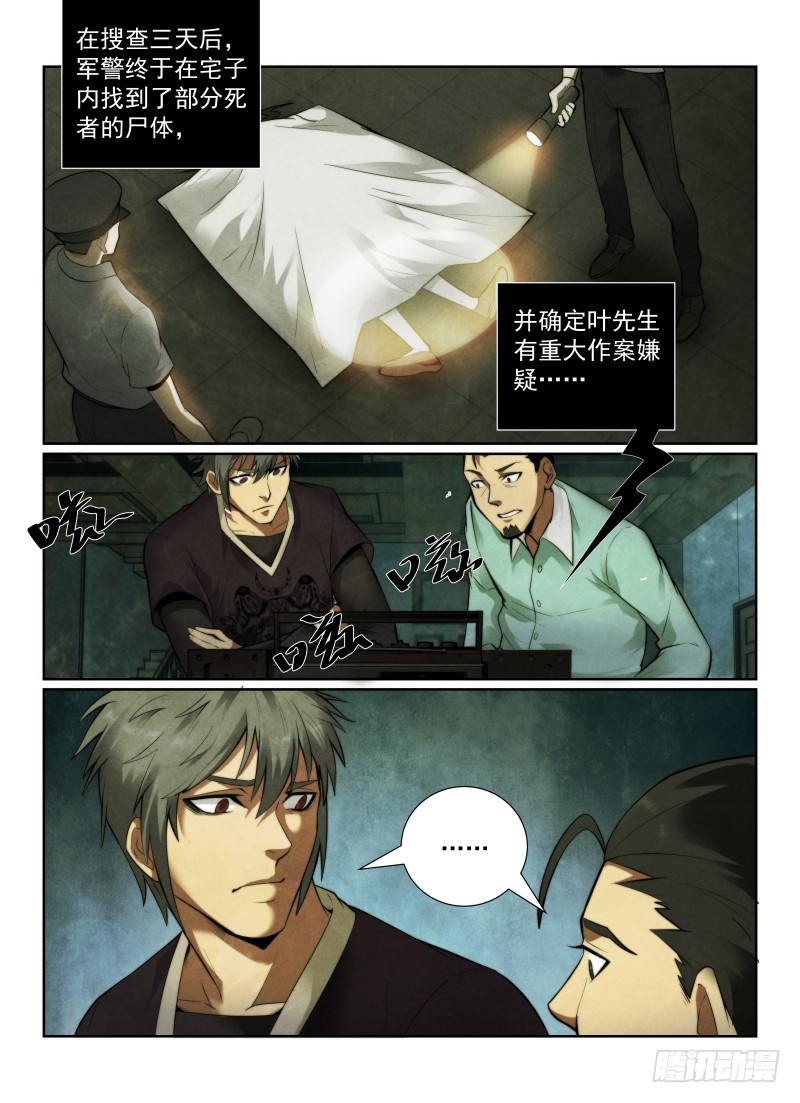 在搜查三天后，
军警终于在宅子
内找到了部分死
者的尸体，
并确定叶先生
有重大作案嫌
疑……
嗞
嗞
嗞
……
腾讯动漫